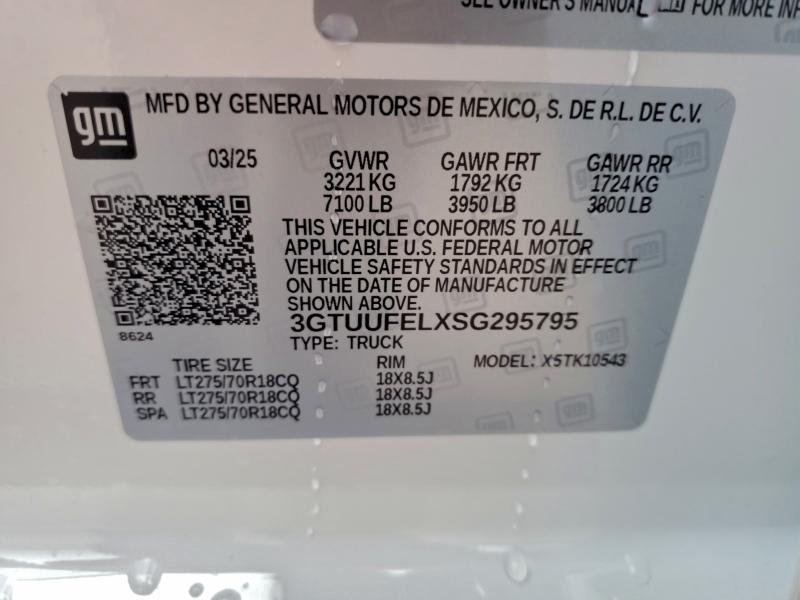 SEE OWNER'S MANUAL FOR MORE INF
gm
MFD BY GENERAL MOTORS DE MEXICO, S. DE R.L. DE C.V.
03/25 GVWR GAWR FRT GAWR RR
3221 KG 1792 KG 1724 KG
7100 LB 3950 LB 3800 LB
THIS VEHICLE CONFORMS TO ALL
APPLICABLE U.S. FEDERAL MOTOR
VEHICLE SAFETY STANDARDS IN EFFECT
ON THE DATE OF MANUFACTURE
SHOWN ABOVE.
3GTUUFELXSG295795
8624
TYPE: TRUCK
TIRE SIZE RIM MODEL: X5TK10543
FRT LT275/70R18CQ 18X8.5J
RR LT275/70R18CQ 18X8.5J
SPA LT275/70R18CQ 18X8.5J